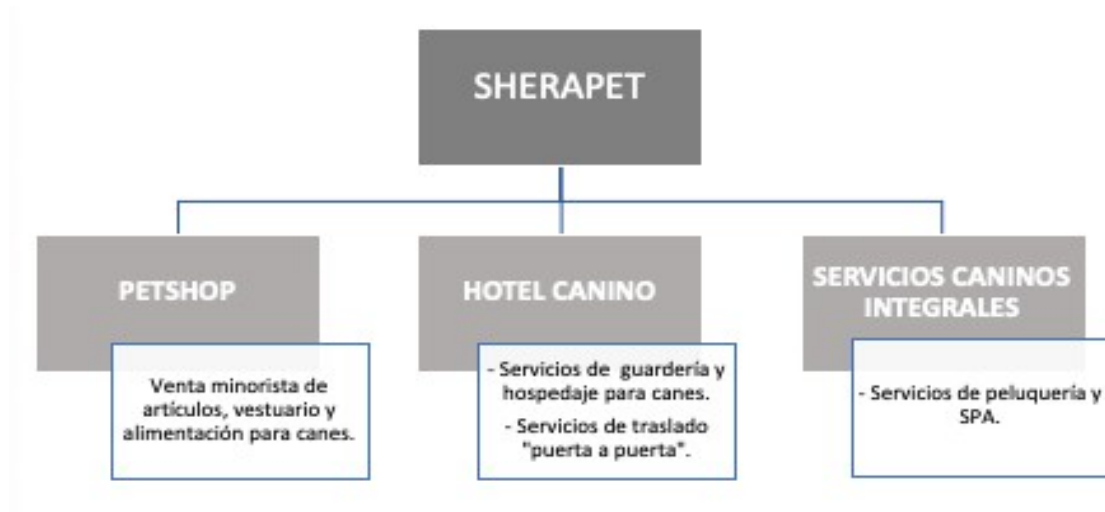 SHERAPET
PETSHOP
Venta minorista de
artículos, vestuario y
alimentación para canes.
HOTEL CANINO
- Servicios de guardería y
hospedaje para canes.
- Servicios de traslado
"puerta a puerta".
SERVICIOS CANINOS
INTEGRALES
- Servicios de peluquería y
SPA.